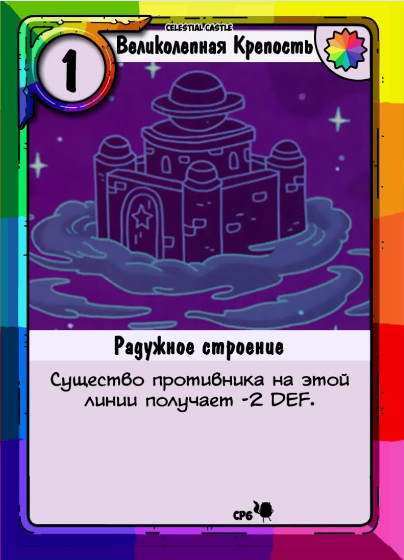 CELESTIAL CASTLE
1
Великолепная Крепость
Радужное строение
Существо противника на этой
линии получает -2 DEF.
CP6